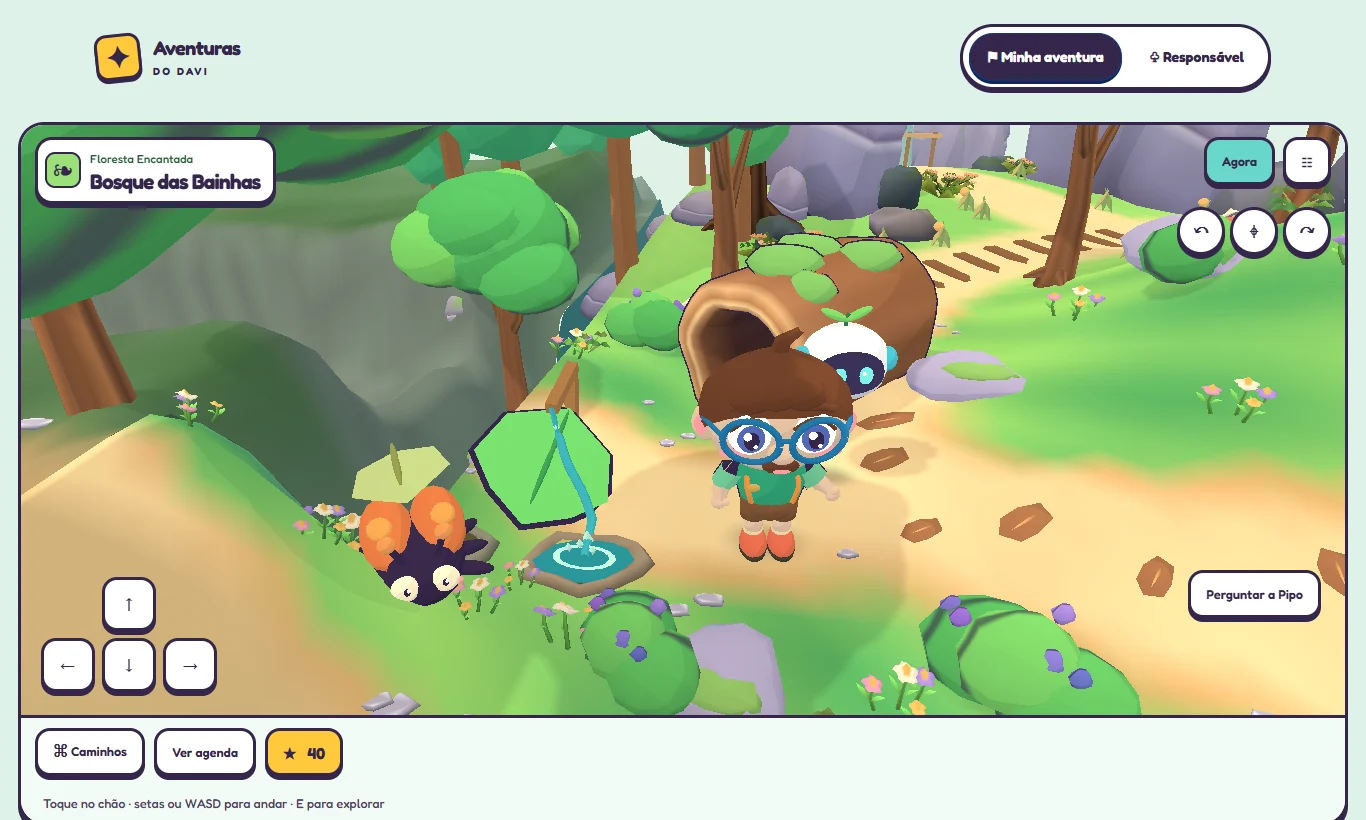 Aventuras
DO DAVI
Minha aventura
Responsável
Floresta Encantada
Bosque das Bainhas
Agora
Perguntar a Pipo
Caminhos
Ver agenda
★ 40
Toque no chão · setas ou WASD para andar · E para explorar